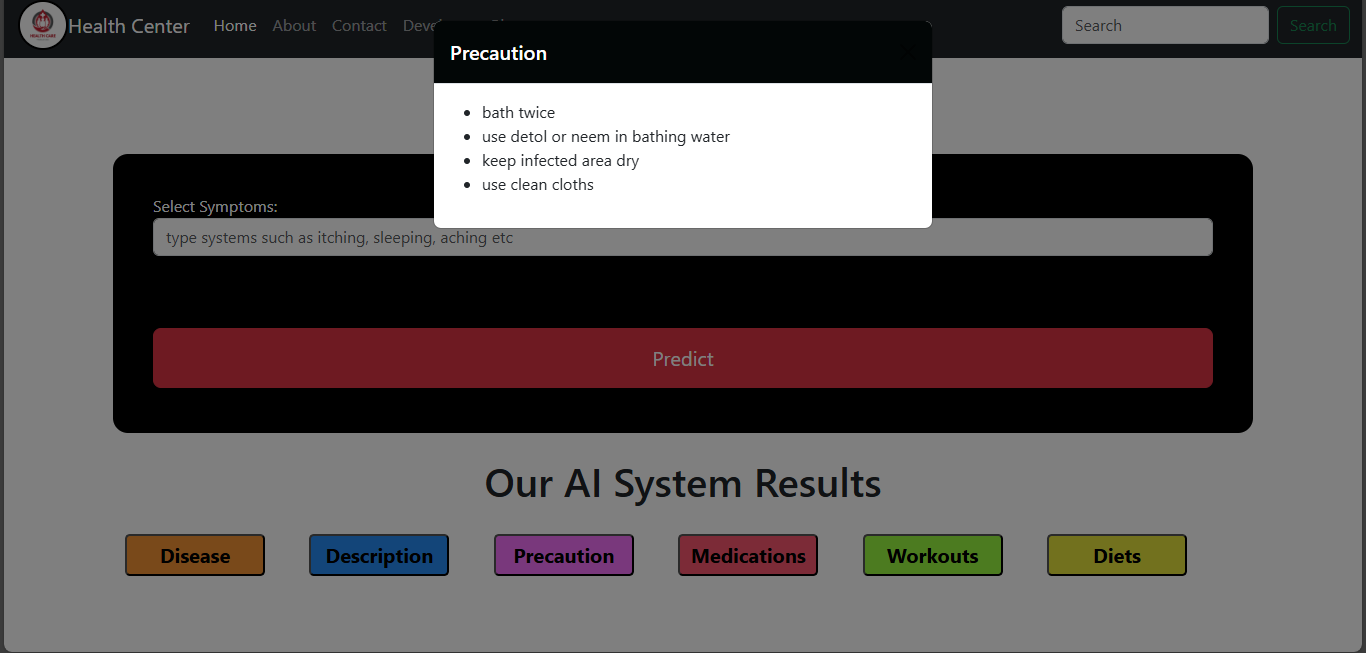 Health Center Home About Contact Search Search
Precaution
bath twice
use detol or neem in bathing water
keep infected area dry
use clean cloths
Select Symptoms:
type systems such as itching, sleeping, aching etc
Predict
Our AI System Results
Disease Description Precaution Medications Workouts Diets